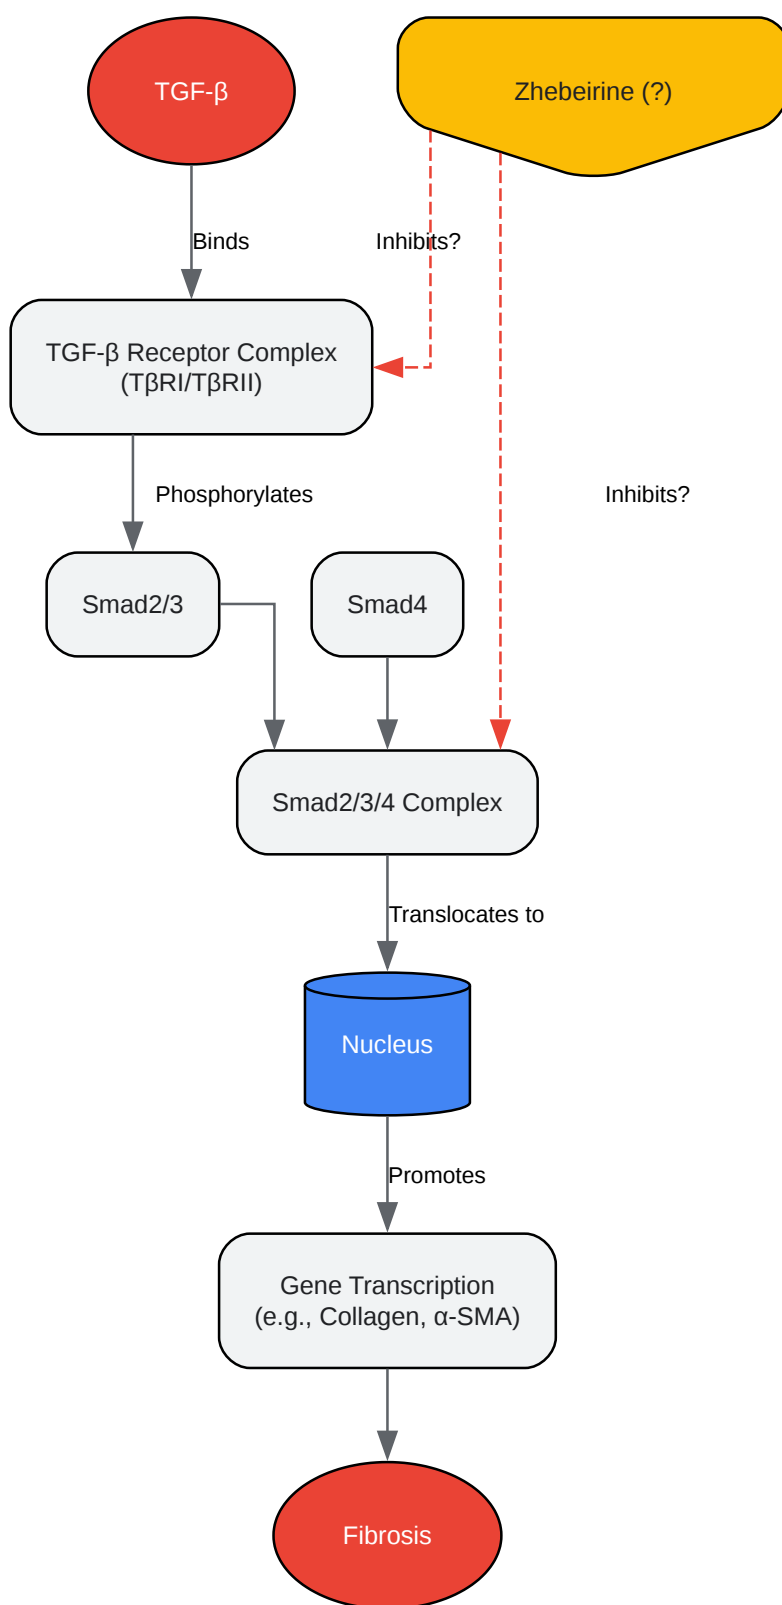 TGF-β
Zhebeirine (?)
Binds
Inhibits?
TGF-β Receptor Complex
(TβRI/TβRII)
Phosphorylates
Inhibits?
Smad2/3
Smad4
Smad2/3/4 Complex
Translocates to
Nucleus
Promotes
Gene Transcription
(e.g., Collagen, α-SMA)
Fibrosis